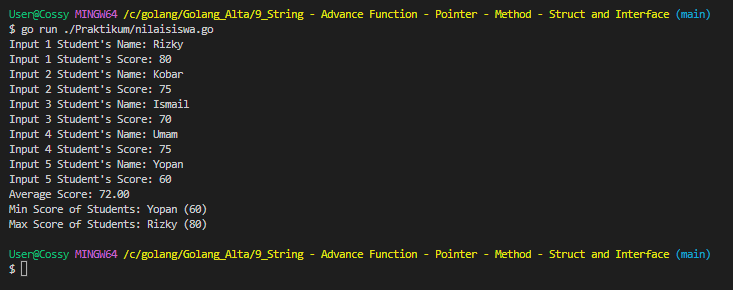 User@Cossy MINGW64 /c/golang/Golang_Alta/9_String - Advance Function - Pointer - Method - Struct and Interface (main)
$ go run ./Praktikum/nilaisiswa.go
Input 1 Student's Name: Rizky
Input 1 Student's Score: 80
Input 2 Student's Name: Kobar
Input 2 Student's Score: 75
Input 3 Student's Name: Ismail
Input 3 Student's Score: 70
Input 4 Student's Name: Umam
Input 4 Student's Score: 75
Input 5 Student's Name: Yopan
Input 5 Student's Score: 60
Average Score: 72.00
Min Score of Students: Yopan (60)
Max Score of Students: Rizky (80)
User@Cossy MINGW64 /c/golang/Golang_Alta/9_String - Advance Function - Pointer - Method - Struct and Interface (main)
$